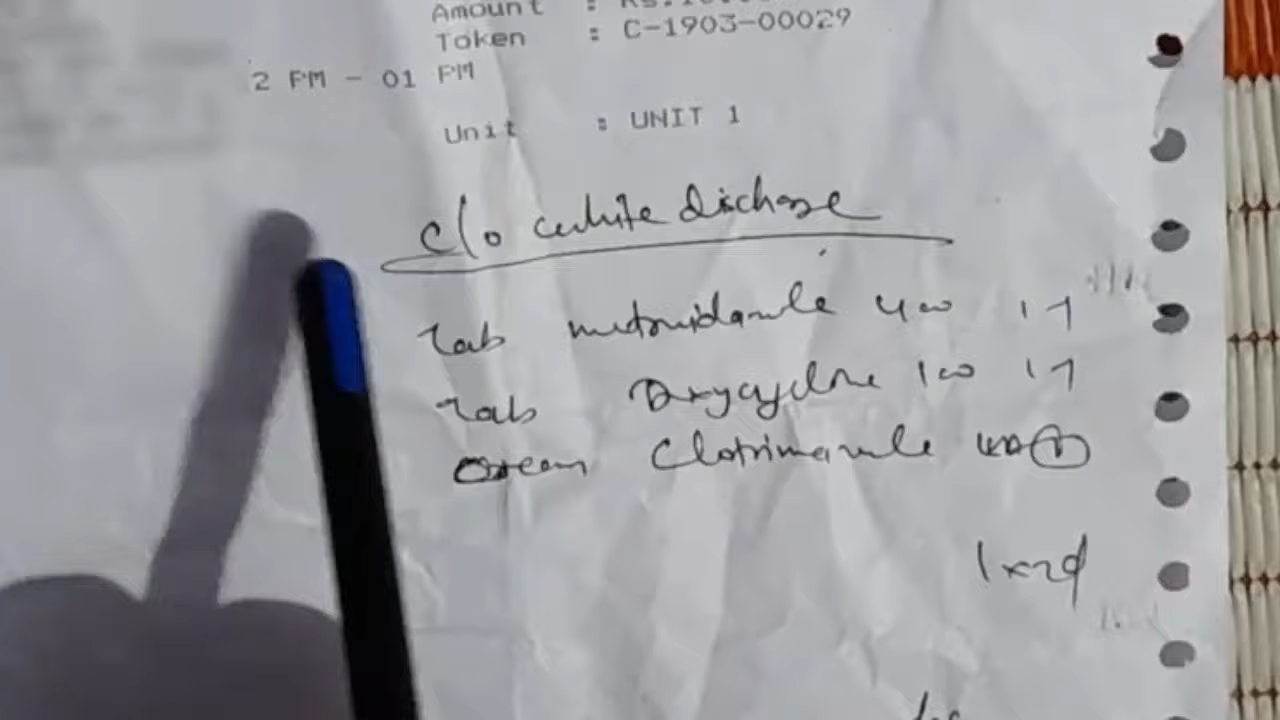 Amount :
Token : C-1903-00029
2 PM - 01 PM
Unit : UNIT 1
c/o white discharge
Tab metronidazole 400 1-1
Tab Doxycycline 100 1-1
Cream Clotrimazole